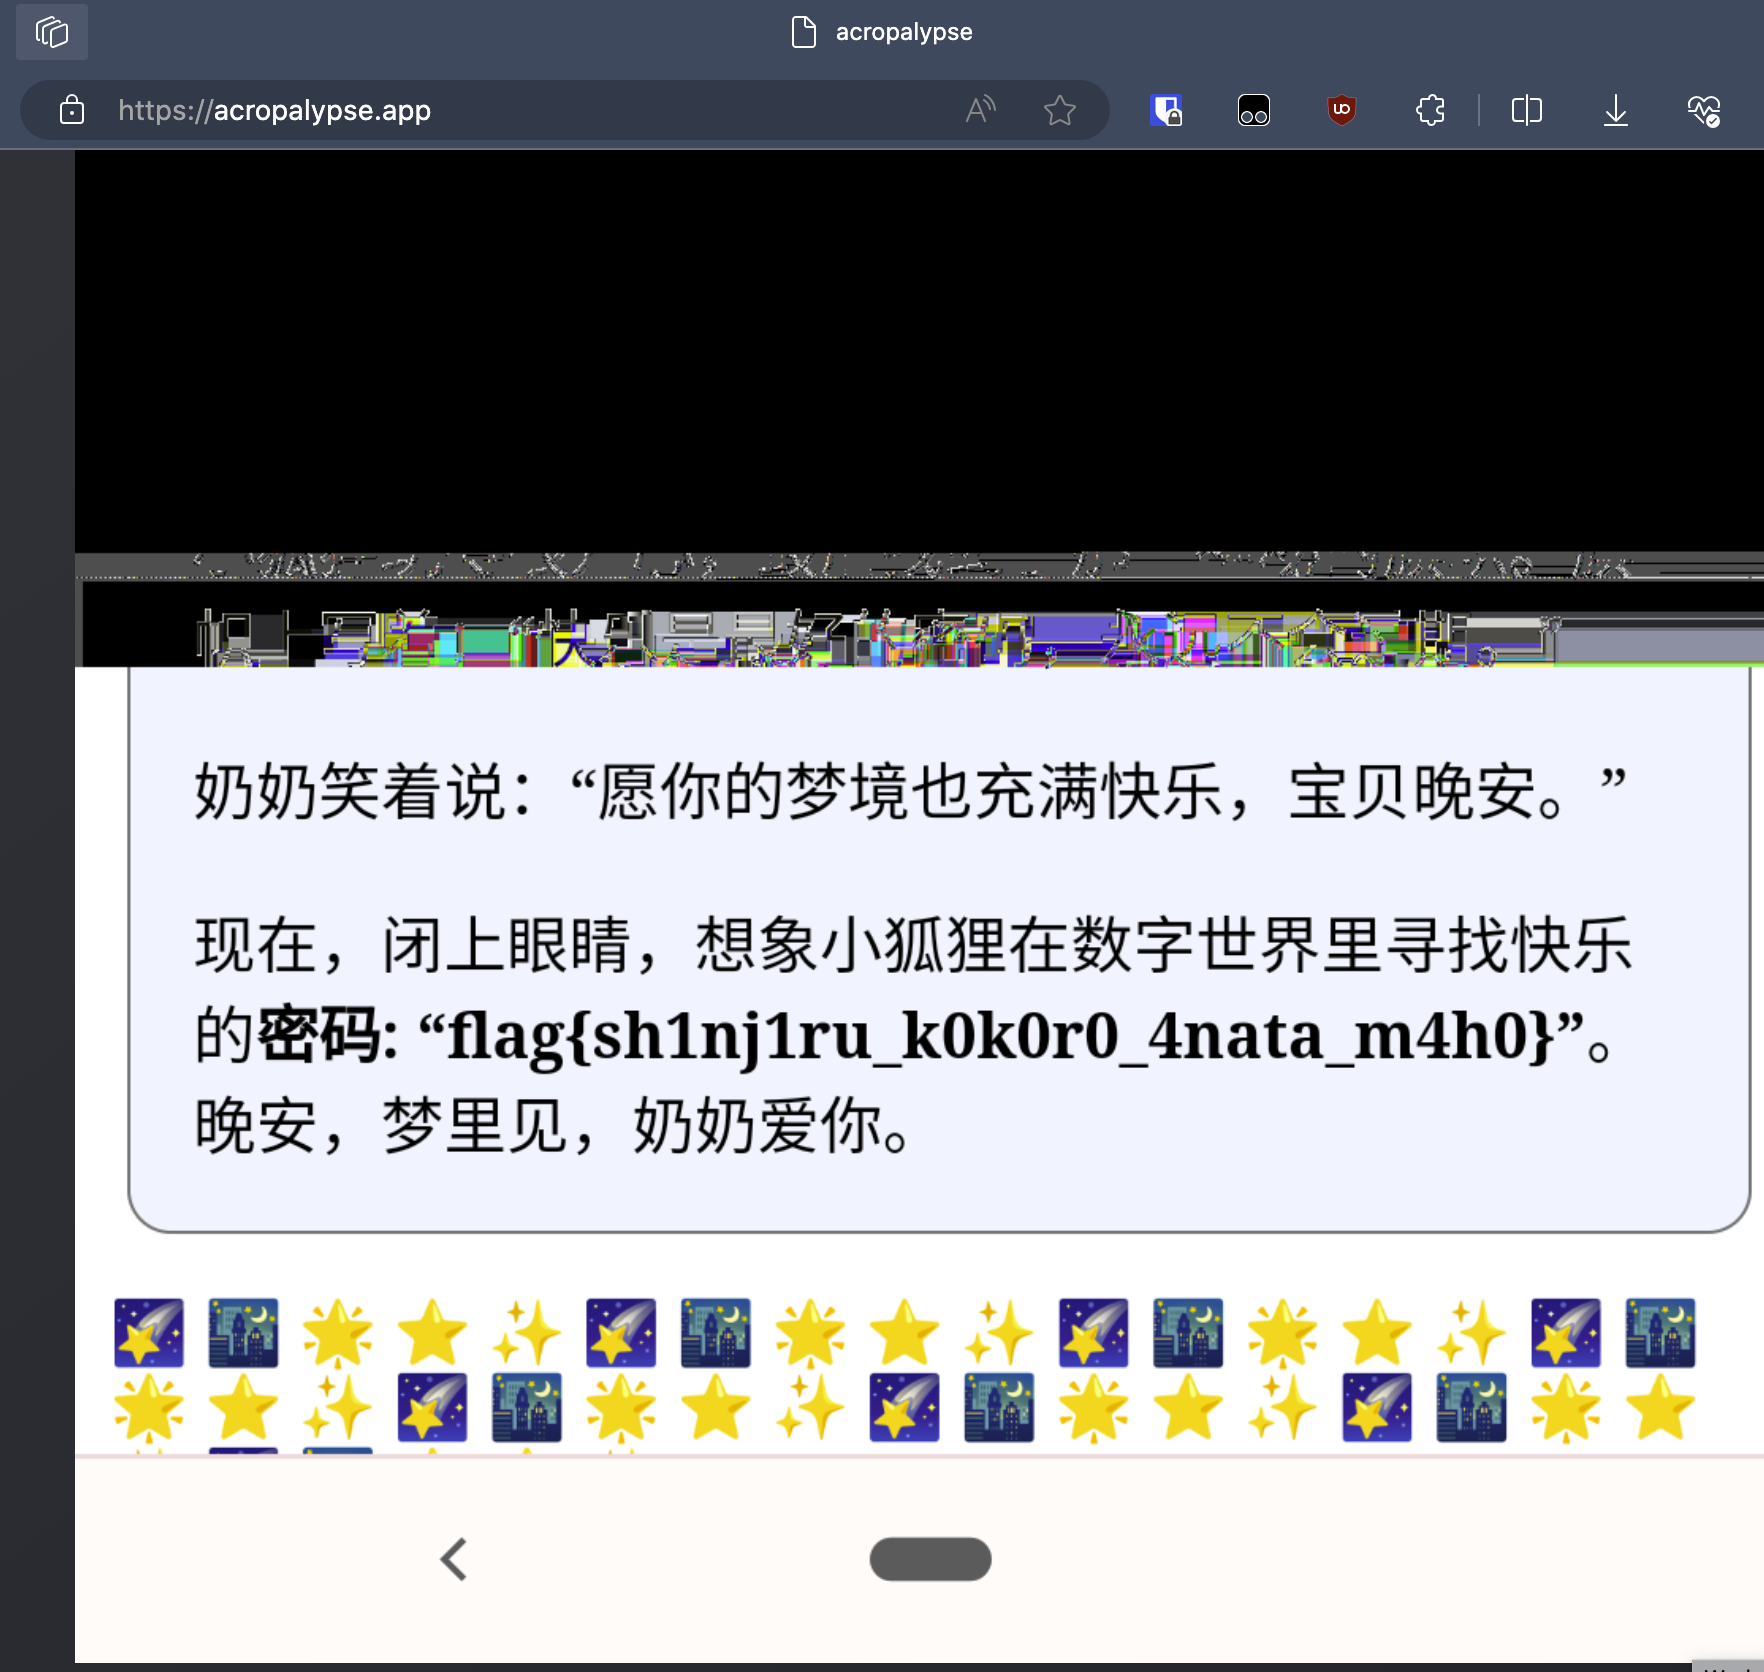 acropalypse
https://acropalypse.app
奶奶笑着说：“愿你的梦境也充满快乐，宝贝晚安。”
现在，闭上眼睛，想象小狐狸在数字世界里寻找快乐
的密码: “flag{sh1nj1ru_k0k0r0_4nata_m4h0}”。
晚安，梦里见，奶奶爱你。